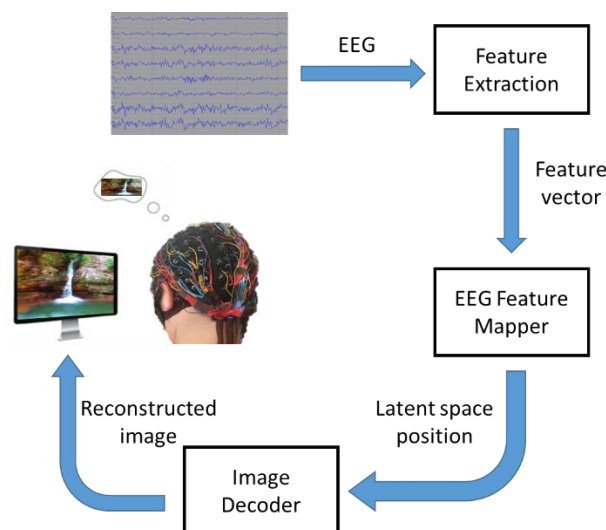 EEG
Feature
Extraction
Feature
vector
EEG Feature
Mapper
Latent space
position
Image
Decoder
Reconstructed
image